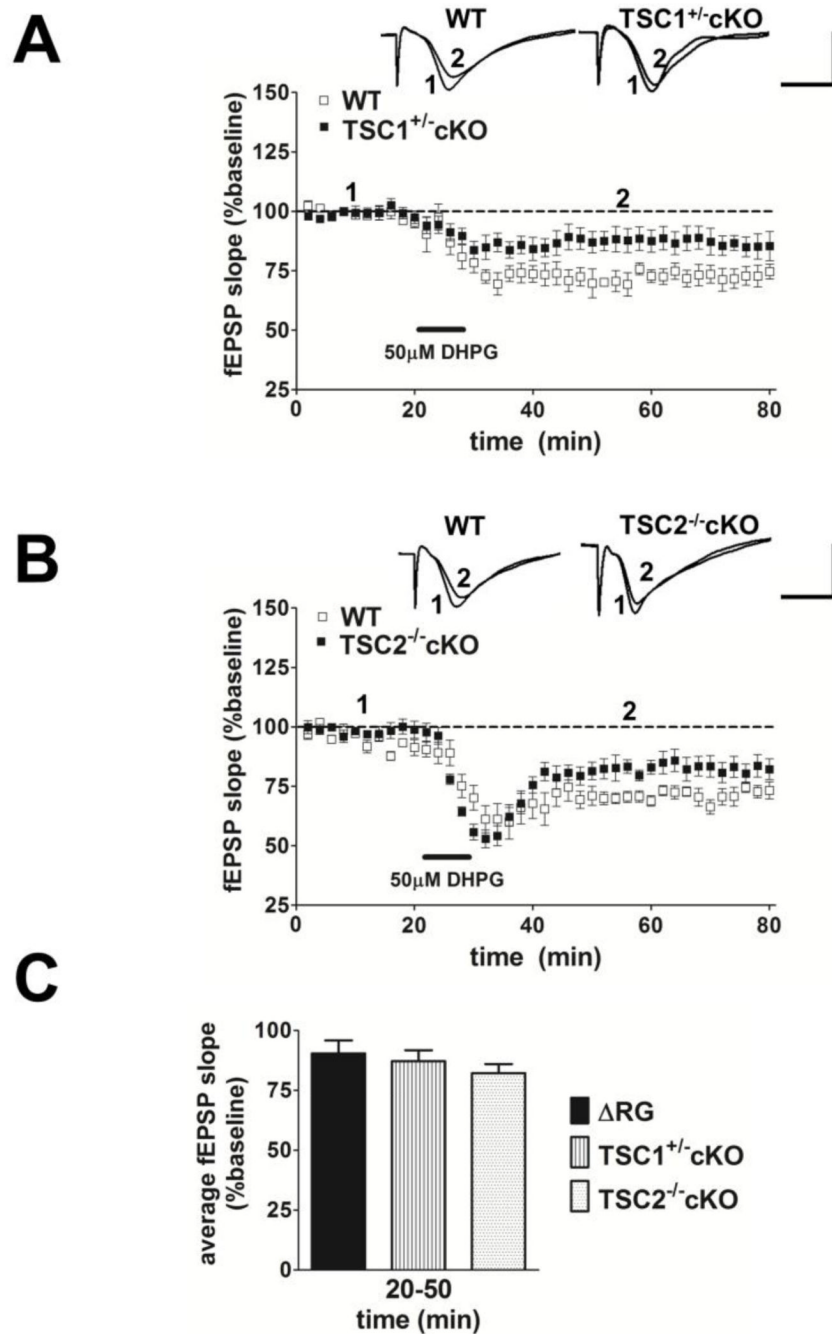 A
WT
TSC1+/-cKO
2
2
1
1
150
WT
TSC1+/-cKO
125
1
2
100
75
50
50μM DHPG
25
fEPSP slope (%baseline)
0
20
40
60
80
time (min)
B
WT
TSC2-/-cKO
2
2
1
1
150
WT
TSC2-/-cKO
125
1
2
100
75
50
50μM DHPG
25
fEPSP slope (%baseline)
0
20
40
60
80
time (min)
C
100
75
50
25
0
average fEPSP slope
(%baseline)
20-50
time (min)
ΔRG
TSC1+/-cKO
TSC2-/-cKO